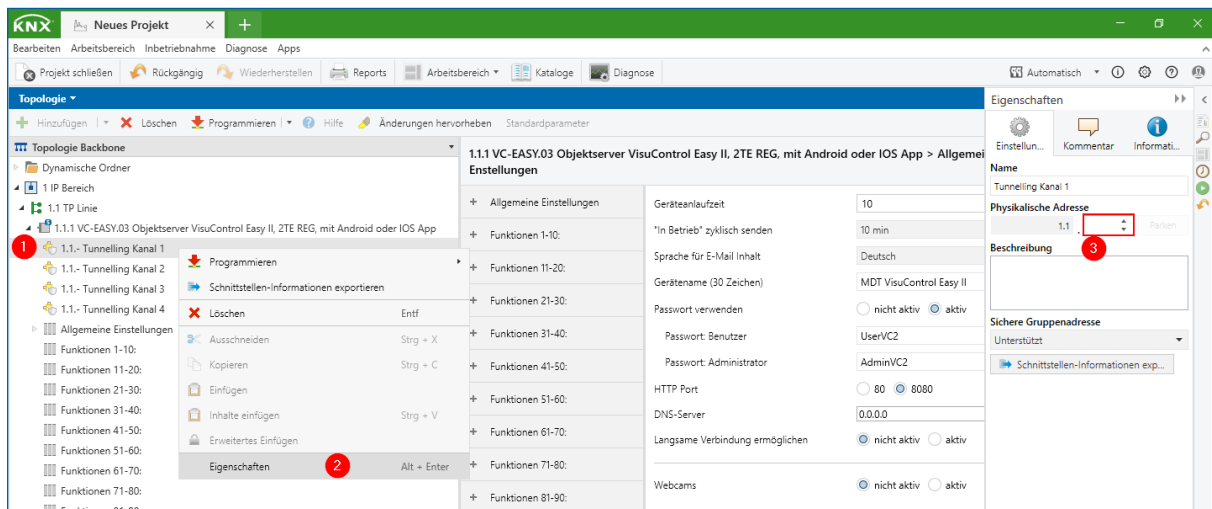 KNX
Neues Projekt
Bearbeiten Arbeitsbereich Inbetriebnahme Diagnose Apps
Projekt schließen Rückgängig Wiederherstellen Reports Arbeitsbereich Kataloge Diagnose Automatisch
Topologie
Hinzufügen Löschen Programmieren Hilfe Änderungen hervorheben Standardparameter
Topologie Backbone
Dynamische Ordner
1 IP Bereich
1.1 TP Linie
1.1.1 VC-EASY.03 Objektserver VisuControl Easy II, 2TE REG, mit Android oder IOS App
1 1.1.- Tunnelling Kanal 1
1.1.- Tunnelling Kanal 2
1.1.- Tunnelling Kanal 3
1.1.- Tunnelling Kanal 4
Allgemeine Einstellungen
Funktionen 1-10:
Funktionen 11-20:
Funktionen 21-30:
Funktionen 31-40:
Funktionen 41-50:
Funktionen 51-60:
Funktionen 61-70:
Funktionen 71-80:
Programmieren
Schnittstellen-Informationen exportieren
Löschen Entf
Ausschneiden Strg + X
Kopieren Strg + C
Einfügen
Inhalte einfügen Strg + V
Erweitertes Einfügen
Eigenschaften 2 Alt + Enter
1.1.1 VC-EASY.03 Objektserver VisuControl Easy II, 2TE REG, mit Android oder IOS App > Allgemei
Enstellungen
+ Allgemeine Einstellungen
+ Funktionen 1-10:
+ Funktionen 11-20:
+ Funktionen 21-30:
+ Funktionen 31-40:
+ Funktionen 41-50:
+ Funktionen 51-60:
+ Funktionen 61-70:
+ Funktionen 71-80:
+ Funktionen 81-90:
Geräteanlaufzeit 10
"In Betrieb" zyklisch senden 10 min
Sprache für E-Mail Inhalt Deutsch
Gerätename (30 Zeichen) MDT VisuControl Easy II
Passwort verwenden nicht aktiv aktiv
Passwort: Benutzer UserVC2
Passwort: Administrator AdminVC2
HTTP Port 80 8080
DNS-Server 0.0.0.0
Langsame Verbindung ermöglichen nicht aktiv aktiv
Webcams nicht aktiv aktiv
Eigenschaften
Einstellun... Kommentar Informati...
Name
Tunnelling Kanal 1
Physikalische Adresse
1.1 . Parken
3
Beschreibung
Sichere Gruppenadresse
Unterstützt
Schnittstellen-Informationen exp...